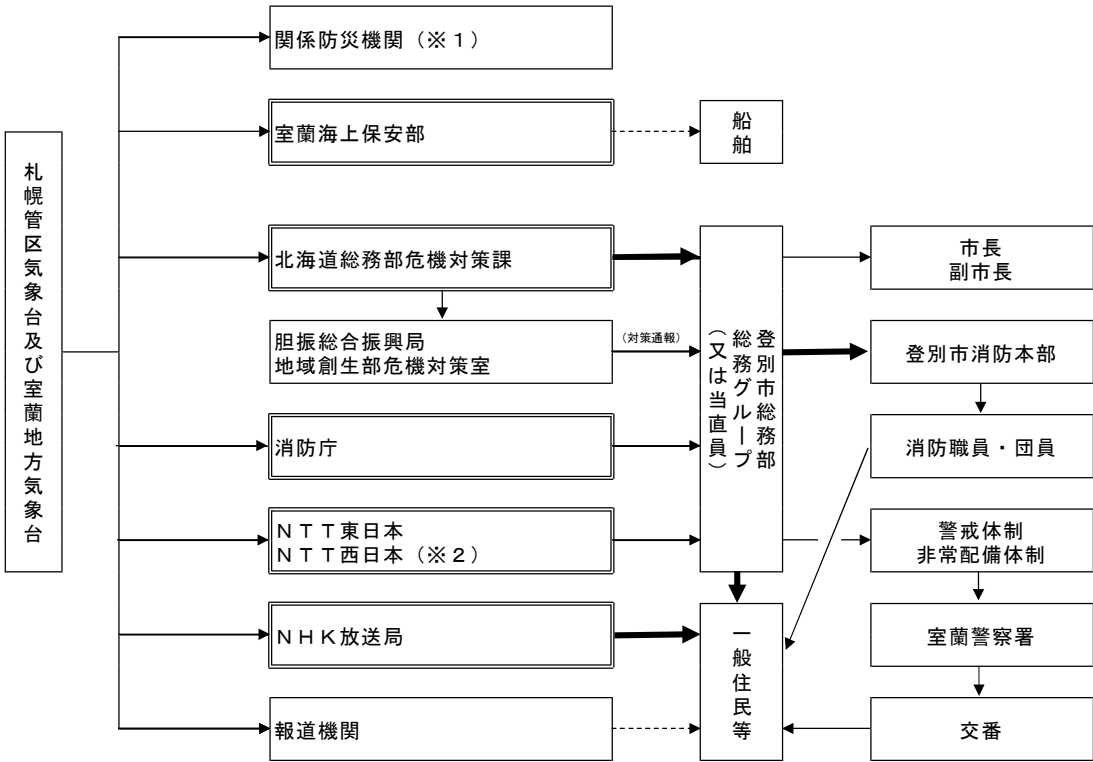 札幌管区気象台及び室蘭地方気象台
関係防災機関（※１）
室蘭海上保安部
船舶
北海道総務部危機対策課
胆振総合振興局
地域創生部危機対策室
（対策通報）
消防庁
ＮＴＴ東日本
ＮＴＴ西日本（※２）
ＮＨＫ放送局
報道機関
登別市総務部
総務グループ
（又は当直員）
一般住民等
市長
副市長
登別市消防本部
消防職員・団員
警戒体制
非常配備体制
室蘭警察署
交番